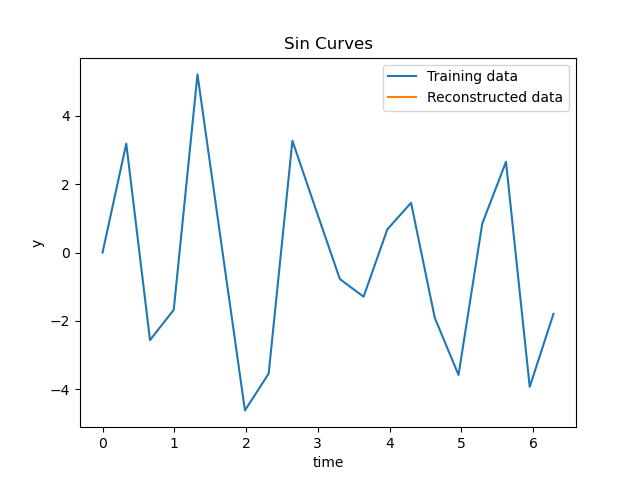 Sin Curves
Training data
Reconstructed data
4
2
0
−2
−4
y
0 1 2 3 4 5 6
time